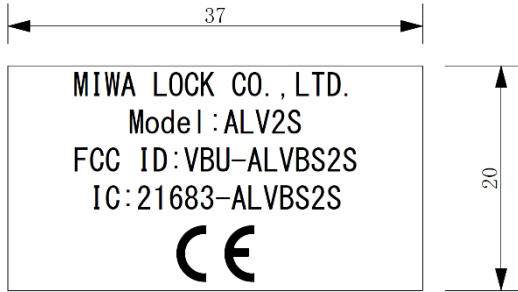 37
MIWA LOCK CO.,LTD.
Model:ALV2S
FCC ID:VBU-ALVBS2S
IC:21683-ALVBS2S
CE
20